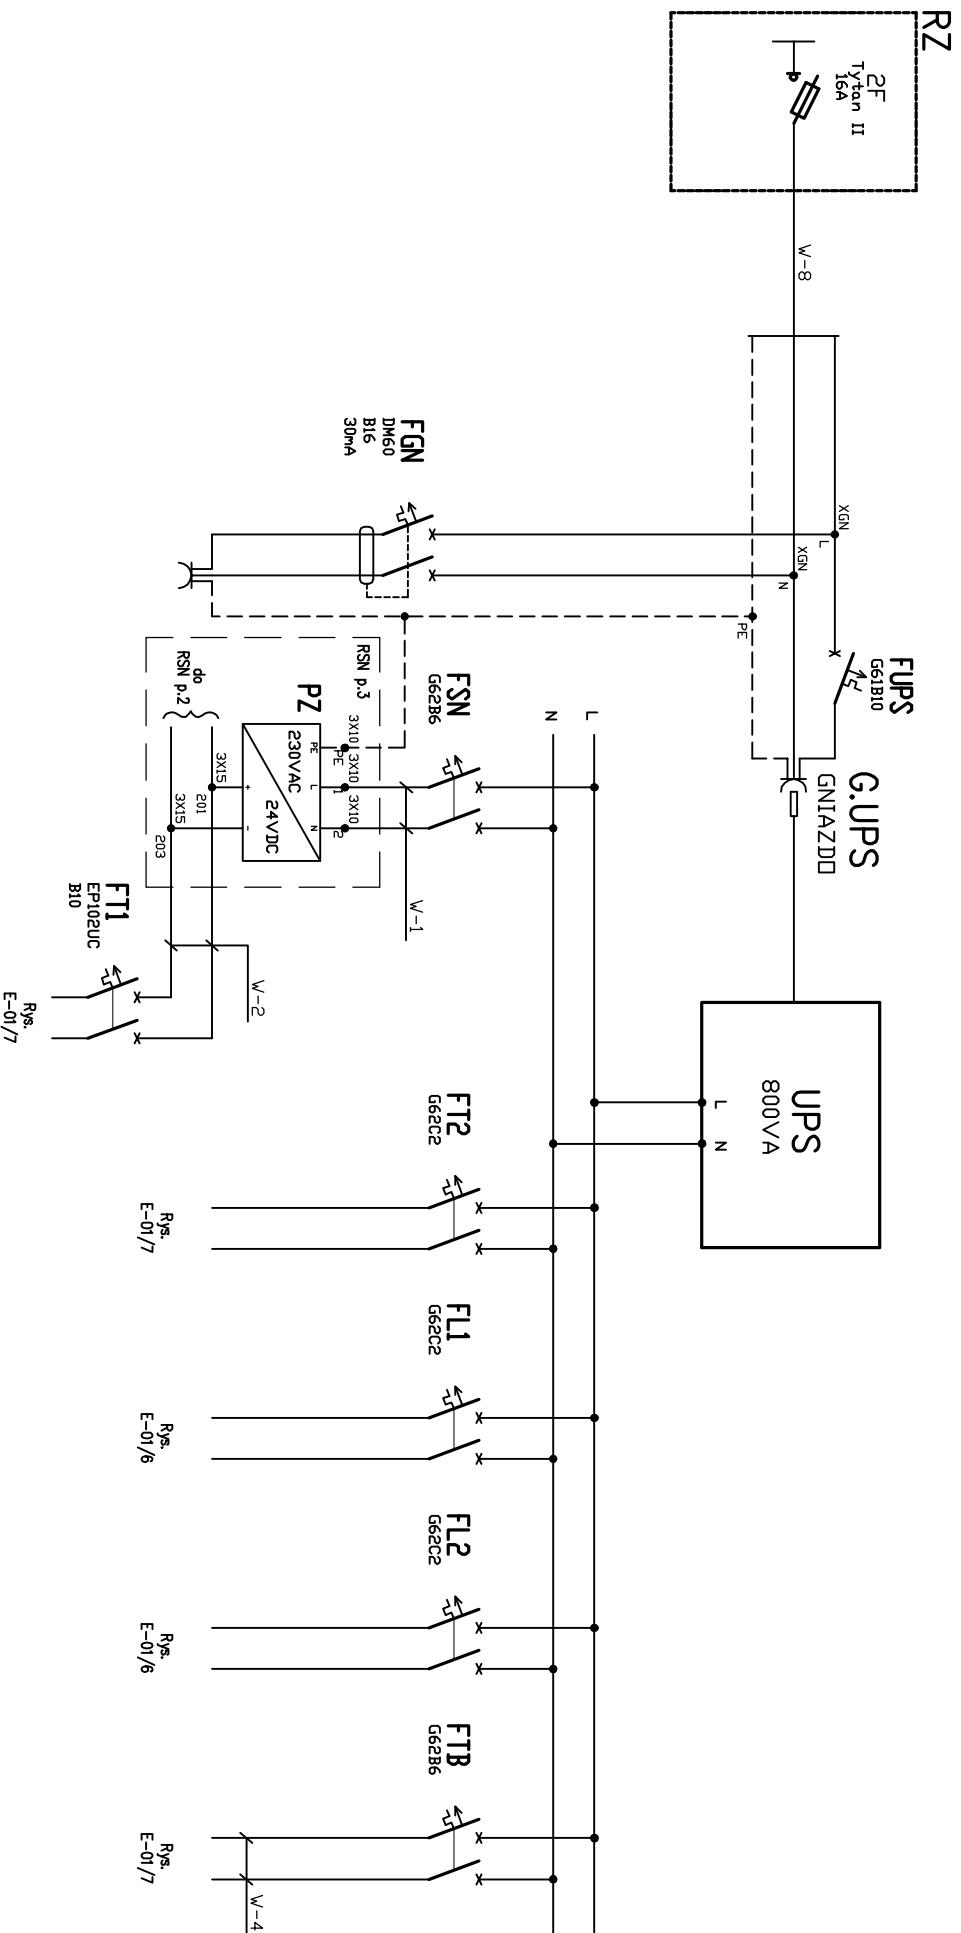 RZ
2F
Tytan II
16A
W-8
XGN
L
XGN
N
PE
FUPS
G61B10
G.UPS
GNIAZDO
UPS
800VA
L
N
FGN
DM60
B16
30mA
L
N
FSN
G62B6
W-1
RSN p.3
PZ
3X10
PE
3X10
1
3X10
2
PE
L
N
230VAC
24VDC
+
-
do
RSN p.2
3X15
201
3X15
203
W-2
FT1
EP102UC
B10
Rys.
E-01/7
FT2
G62C2
Rys.
E-01/7
FL1
G62C2
Rys.
E-01/6
FL2
G62C2
Rys.
E-01/6
FTB
G62B6
Rys.
E-01/7
W-4